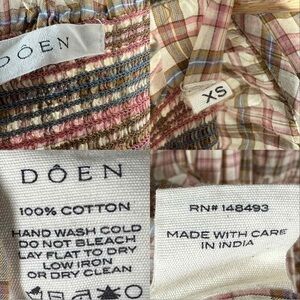 DÔEN
XS
DÔEN
100% COTTON
HAND WASH COLD
DO NOT BLEACH
LAY FLAT TO DRY
LOW IRON
OR DRY CLEAN
RN# 148493
MADE WITH CARE
IN INDIA